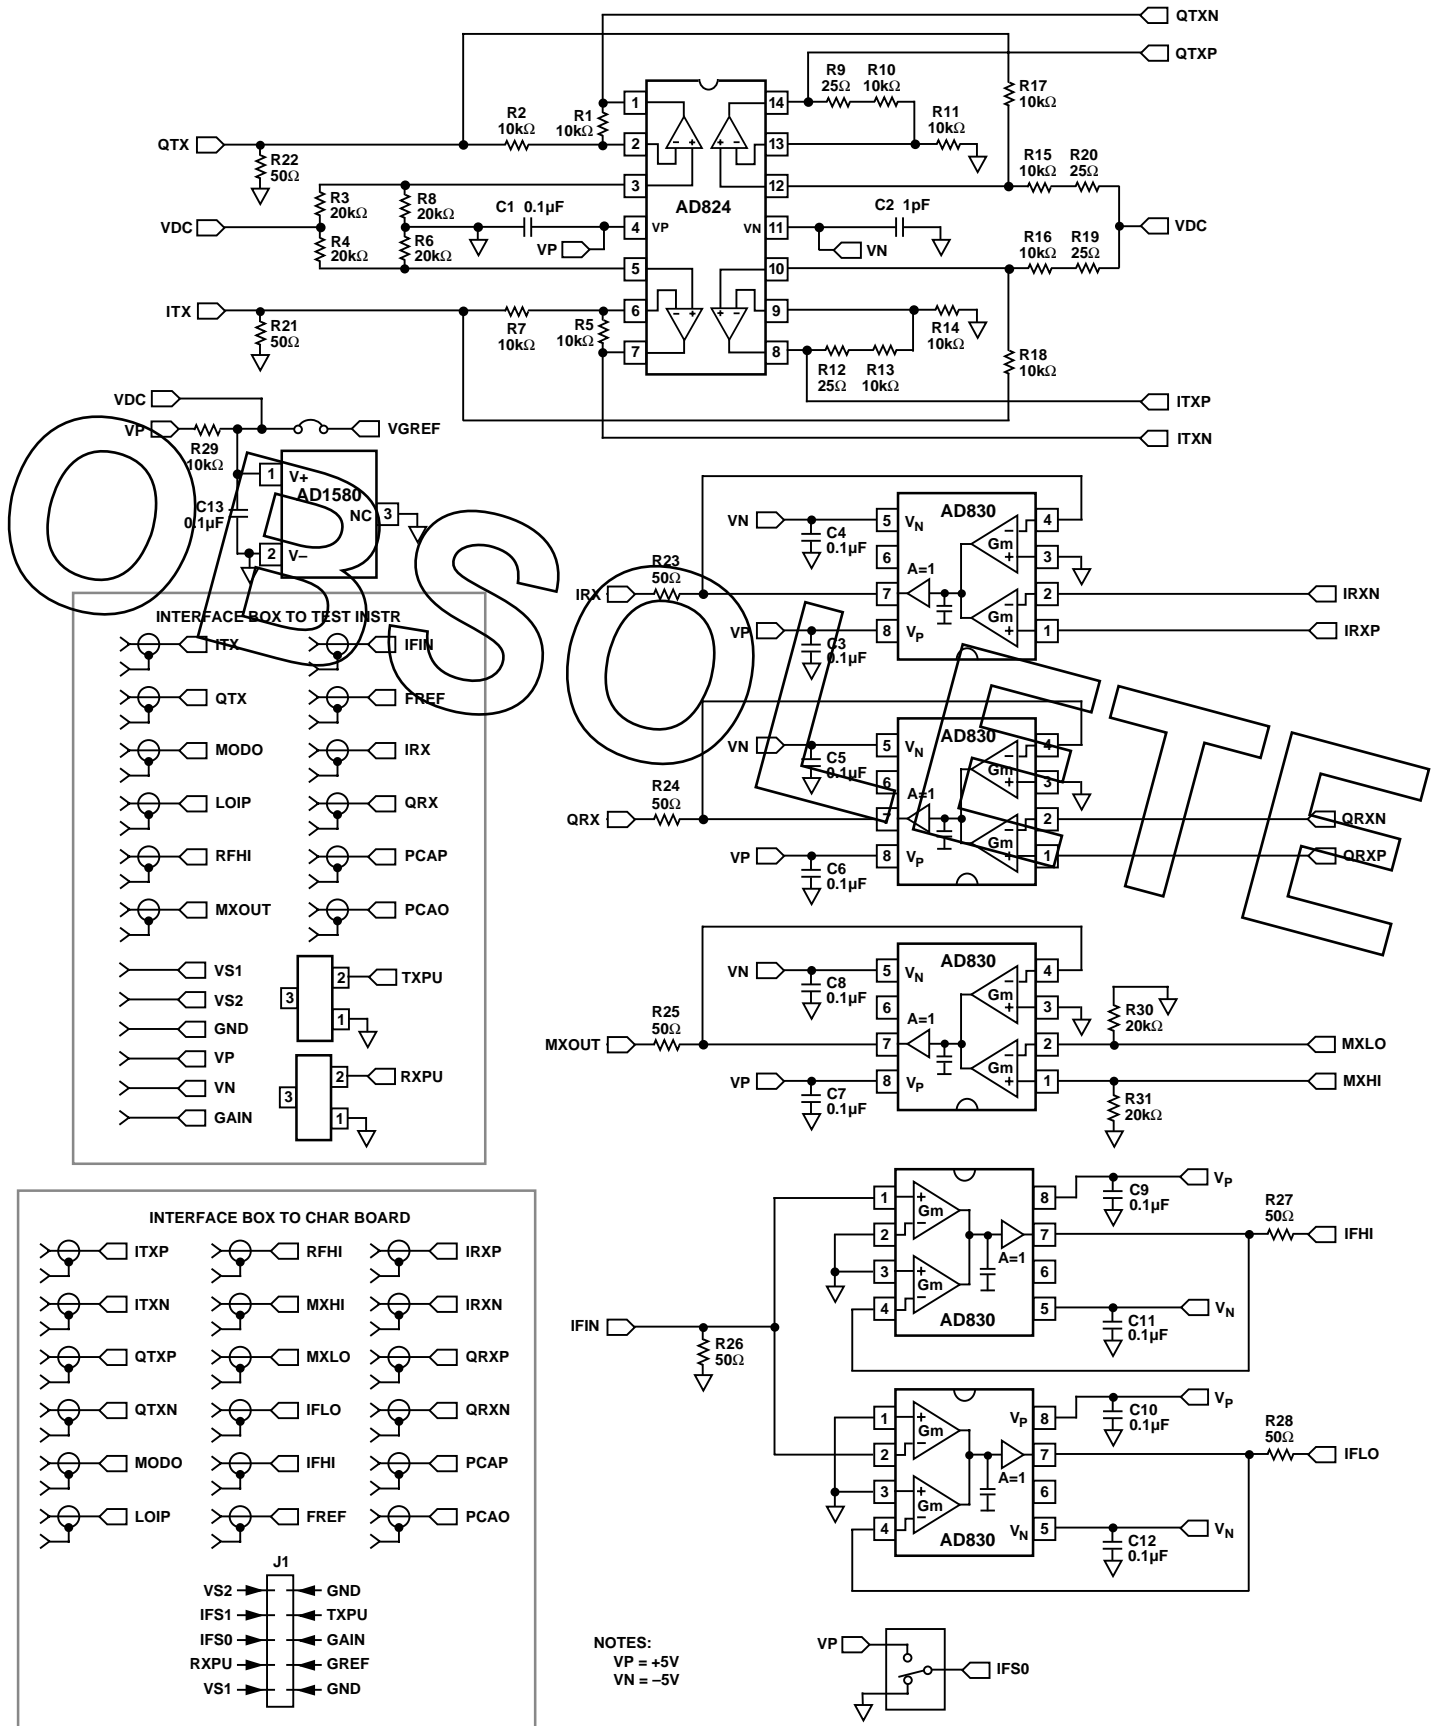 QTXN
QTXP
R9 25Ω
R10 10kΩ
R17 10kΩ
R2 10kΩ
R1 10kΩ
1
14
R11 10kΩ
QTX
2
13
R22 50Ω
R15 10kΩ
R20 25Ω
3
12
R3 20kΩ
R8 20kΩ
C1 0.1µF
AD824
C2 1pF
VDC
4
VP
VN
11
VDC
VP
VN
R4 20kΩ
R6 20kΩ
R16 10kΩ
R19 25Ω
5
10
ITX
6
9
R21 50Ω
R7 10kΩ
R5 10kΩ
R14 10kΩ
7
8
R12 25Ω
R13 10kΩ
R18 10kΩ
VDC
ITXP
VP
VGREF
ITXN
R29 10kΩ
1
V+
AD1580
C13 0.1µF
NC
3
2
V–
AD830
VN
5
VN
4
C4 0.1µF
6
Gm
–
+
3
R23 50Ω
A=1
IRX
7
2
IRXN
VP
8
VP
Gm
–
+
1
IRXP
C3 0.1µF
AD830
VN
5
VN
4
C5 0.1µF
6
Gm
–
+
3
R24 50Ω
A=1
QRX
7
2
QRXN
VP
8
VP
Gm
–
+
1
QRXP
C6 0.1µF
AD830
VN
5
VN
4
C8 0.1µF
6
Gm
–
+
3
R30 20kΩ
R25 50Ω
A=1
MXOUT
7
2
MXLO
VP
8
VP
Gm
–
+
1
MXHI
C7 0.1µF
R31 20kΩ
INTERFACE BOX TO TEST INSTR
ITX
IFIN
QTX
FREF
MODO
IRX
LOIP
QRX
RFHI
PCAP
MXOUT
PCAO
VS1
2
TXPU
VS2
3
GND
1
VP
2
RXPU
VN
3
GAIN
1
INTERFACE BOX TO CHAR BOARD
ITXP
RFHI
IRXP
ITXN
MXHI
IRXN
QTXP
MXLO
QRXP
QTXN
IFLO
QRXN
MODO
IFHI
PCAP
LOIP
FREF
PCAO
J1
VS2
GND
IFS1
TXPU
IFS0
GAIN
RXPU
GREF
VS1
GND
1
+
Gm
–
8
VP
C9 0.1µF
R27 50Ω
2
7
IFHI
A=1
3
+
Gm
–
6
4
5
VN
C11 0.1µF
AD830
IFIN
R26 50Ω
1
+
Gm
–
VP
8
VP
C10 0.1µF
R28 50Ω
2
7
IFLO
A=1
3
+
Gm
–
6
4
VN
5
VN
C12 0.1µF
AD830
NOTES:
VP = +5V
VN = –5V
VP
IFS0
OBSOLETE